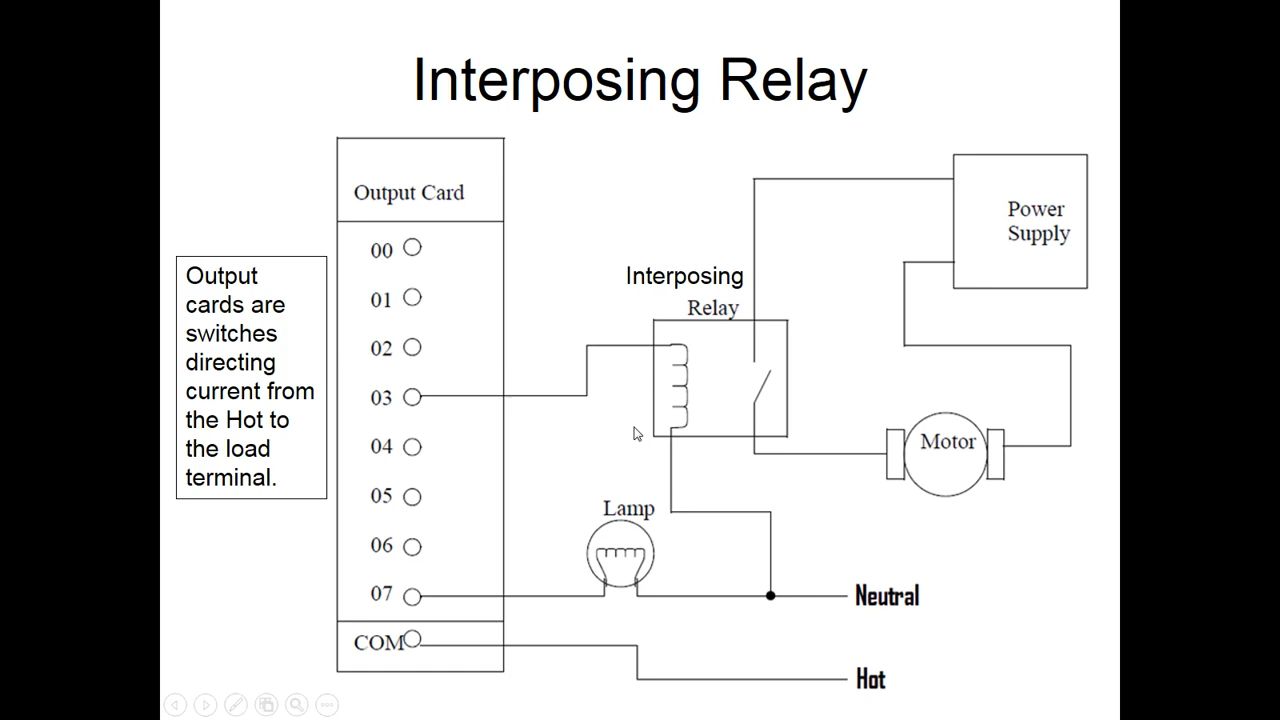 Interposing Relay
Output Card
00
01
02
03
04
05
06
07
COM
Output
cards are
switches
directing
current from
the Hot to
the load
terminal.
Interposing
Relay
Power
Supply
Motor
Lamp
Neutral
Hot